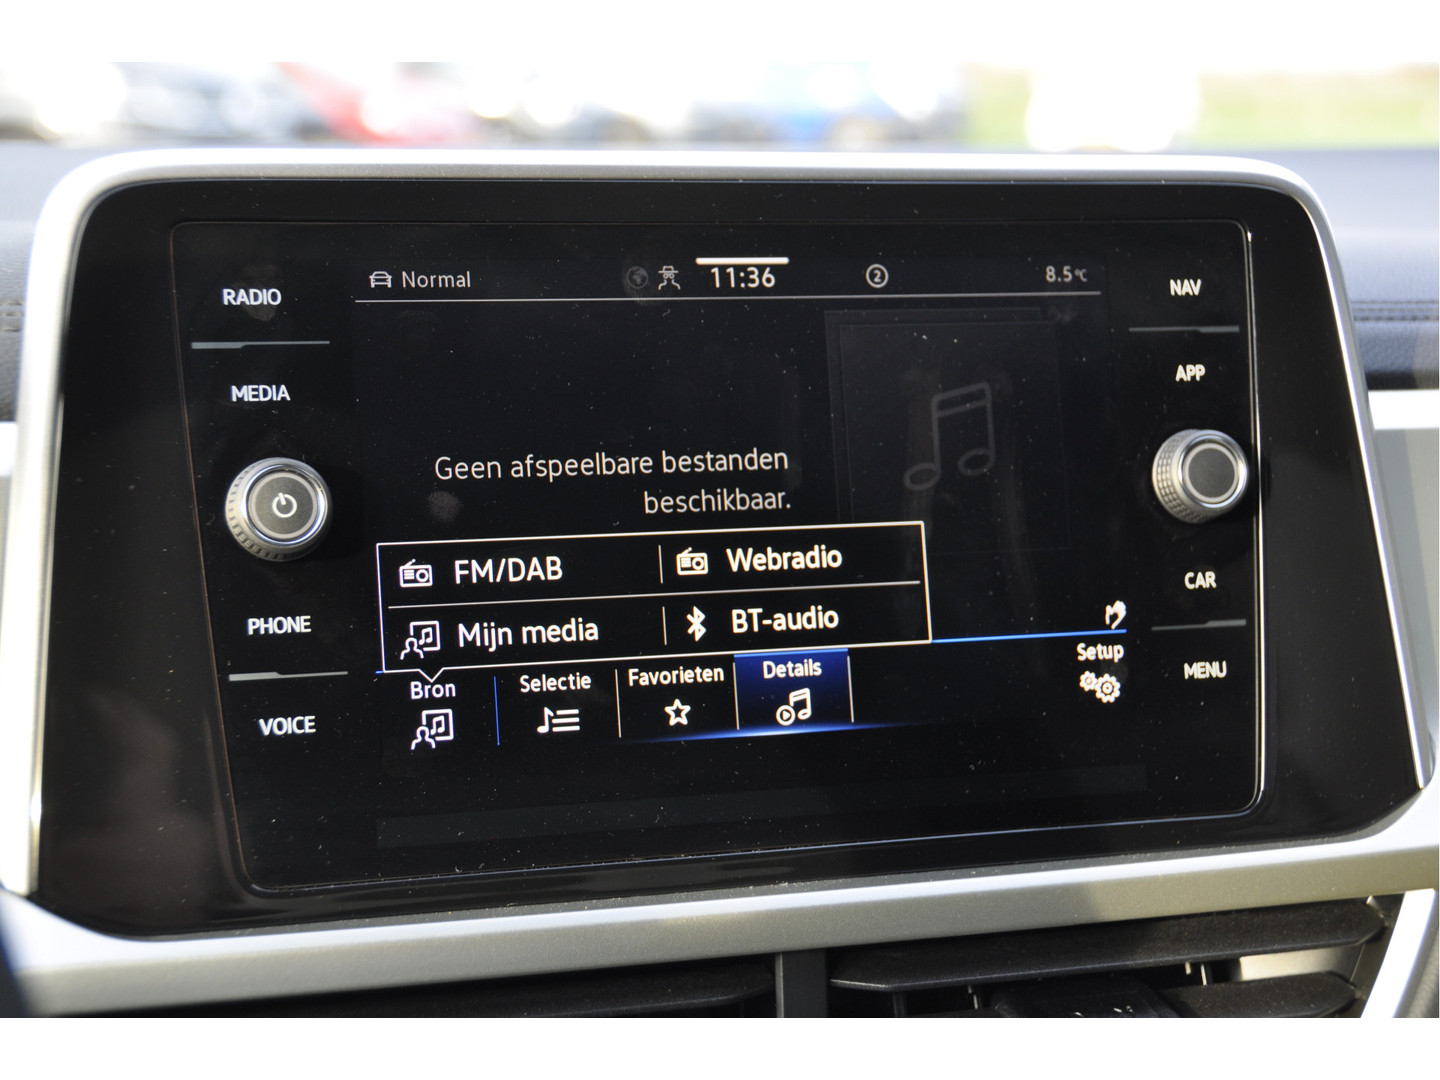 Normal
11:36
2
8.5°C
RADIO
MEDIA
PHONE
VOICE
NAV
APP
CAR
MENU
Geen afspeelbare bestanden
beschikbaar.
FM/DAB
Webradio
Mijn media
BT-audio
Bron
Selectie
Favorieten
Details
Setup